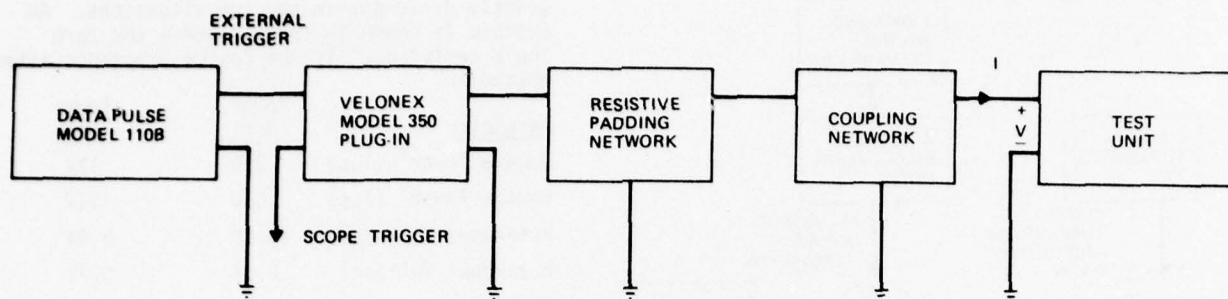 EXTERNAL
TRIGGER
DATA PULSE
MODEL 110B
VELONEX
MODEL 350
PLUG-IN
RESISTIVE
PADDING
NETWORK
COUPLING
NETWORK
I
+
V
–
TEST
UNIT
SCOPE TRIGGER